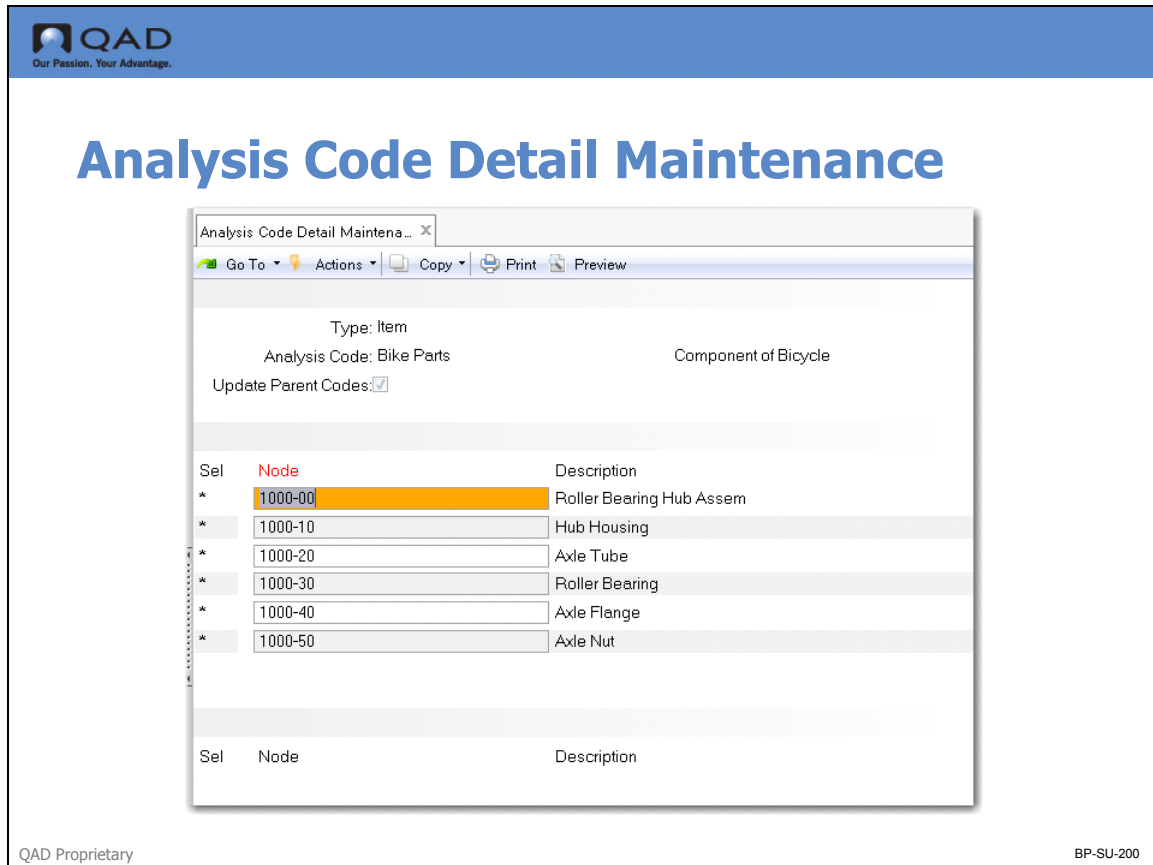 QAD
Our Passion. Your Advantage.
Analysis Code Detail Maintenance
Analysis Code Detail Maintena... X
Go To Actions Copy Print Preview
Type: Item
Analysis Code: Bike Parts Component of Bicycle
Update Parent Codes:
Sel Node Description
* 1000-00 Roller Bearing Hub Assem
* 1000-10 Hub Housing
* 1000-20 Axle Tube
* 1000-30 Roller Bearing
* 1000-40 Axle Flange
* 1000-50 Axle Nut
Sel Node Description
QAD Proprietary BP-SU-200